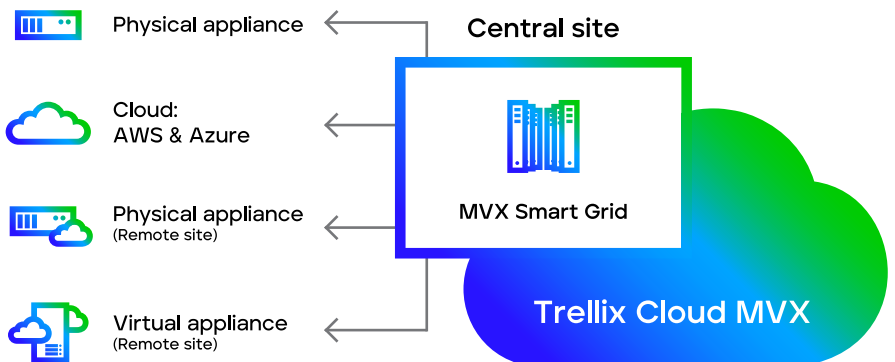 Physical appliance
Cloud:
AWS & Azure
Physical appliance
(Remote site)
Virtual appliance
(Remote site)
Central site
MVX Smart Grid
Trellix Cloud MVX